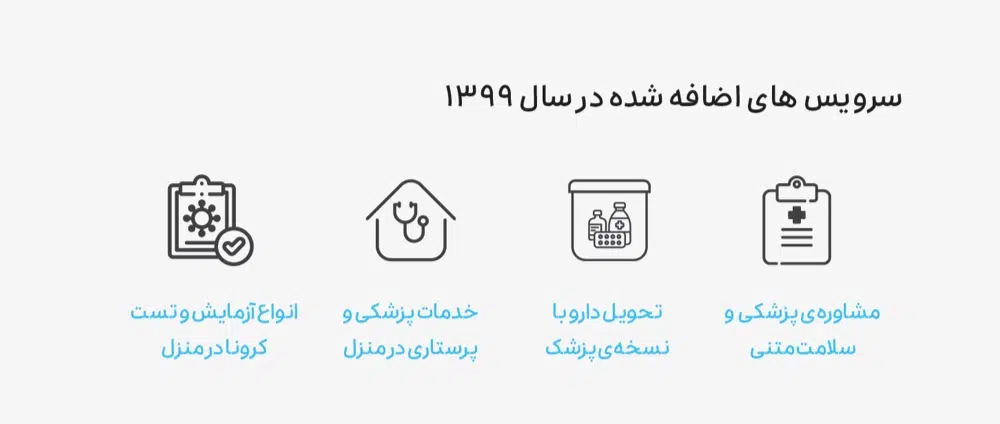 سرویس های اضافه شده در سال ۱۳۹۹
مشاوره‌ی پزشکی و
سلامت متنی
تحویل دارو با
نسخه‌ی پزشک
خدمات پزشکی و
پرستاری در منزل
انواع آزمایش و تست
کرونا در منزل